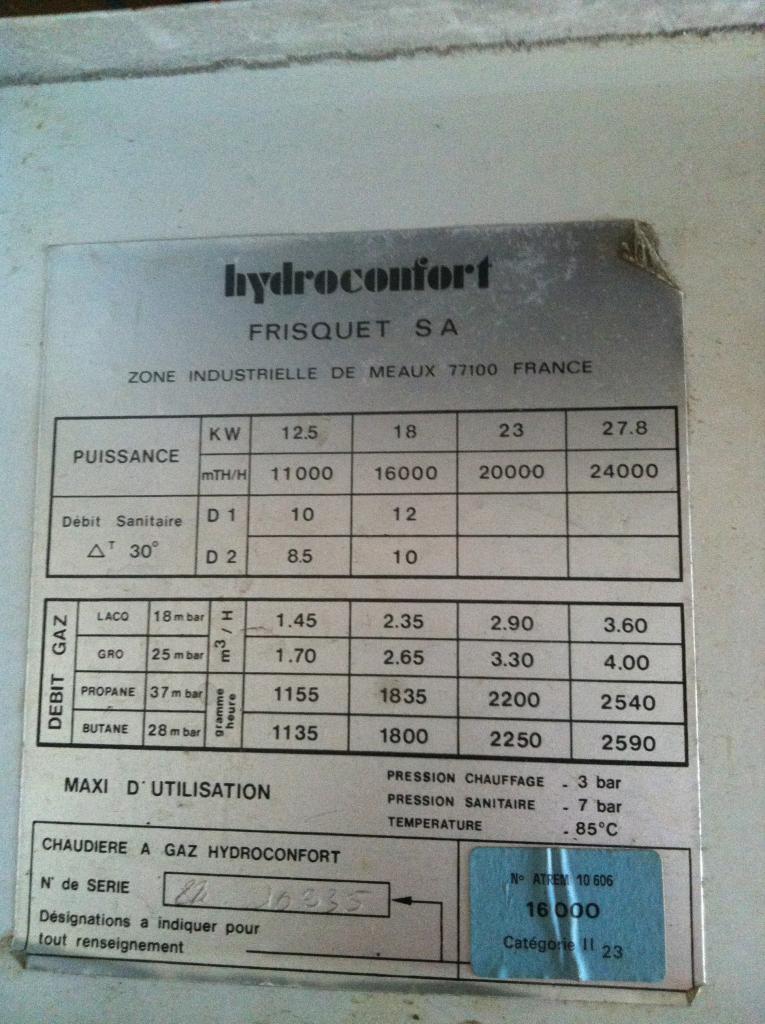 hydroconfort
FRISQUET SA
ZONE INDUSTRIELLE DE MEAUX 77100 FRANCE
PUISSANCE KW 12.5 18 23 27.8
mTH/H 11000 16000 20000 24000
Débit Sanitaire D 1 10 12
△T 30° D 2 8.5 10
DEBIT GAZ
m3 / H
gramme heure
LACQ 18 m bar 1.45 2.35 2.90 3.60
GRO 25 m bar 1.70 2.65 3.30 4.00
PROPANE 37 m bar 1155 1835 2200 2540
BUTANE 28 m bar 1135 1800 2250 2590
MAXI D'UTILISATION
PRESSION CHAUFFAGE - 3 bar
PRESSION SANITAIRE - 7 bar
TEMPERATURE - 85°C
CHAUDIERE A GAZ HYDROCONFORT
N° de SERIE
Désignations a indiquer pour
tout renseignement
N° ATREM 10 606
16000
Catégorie II 23